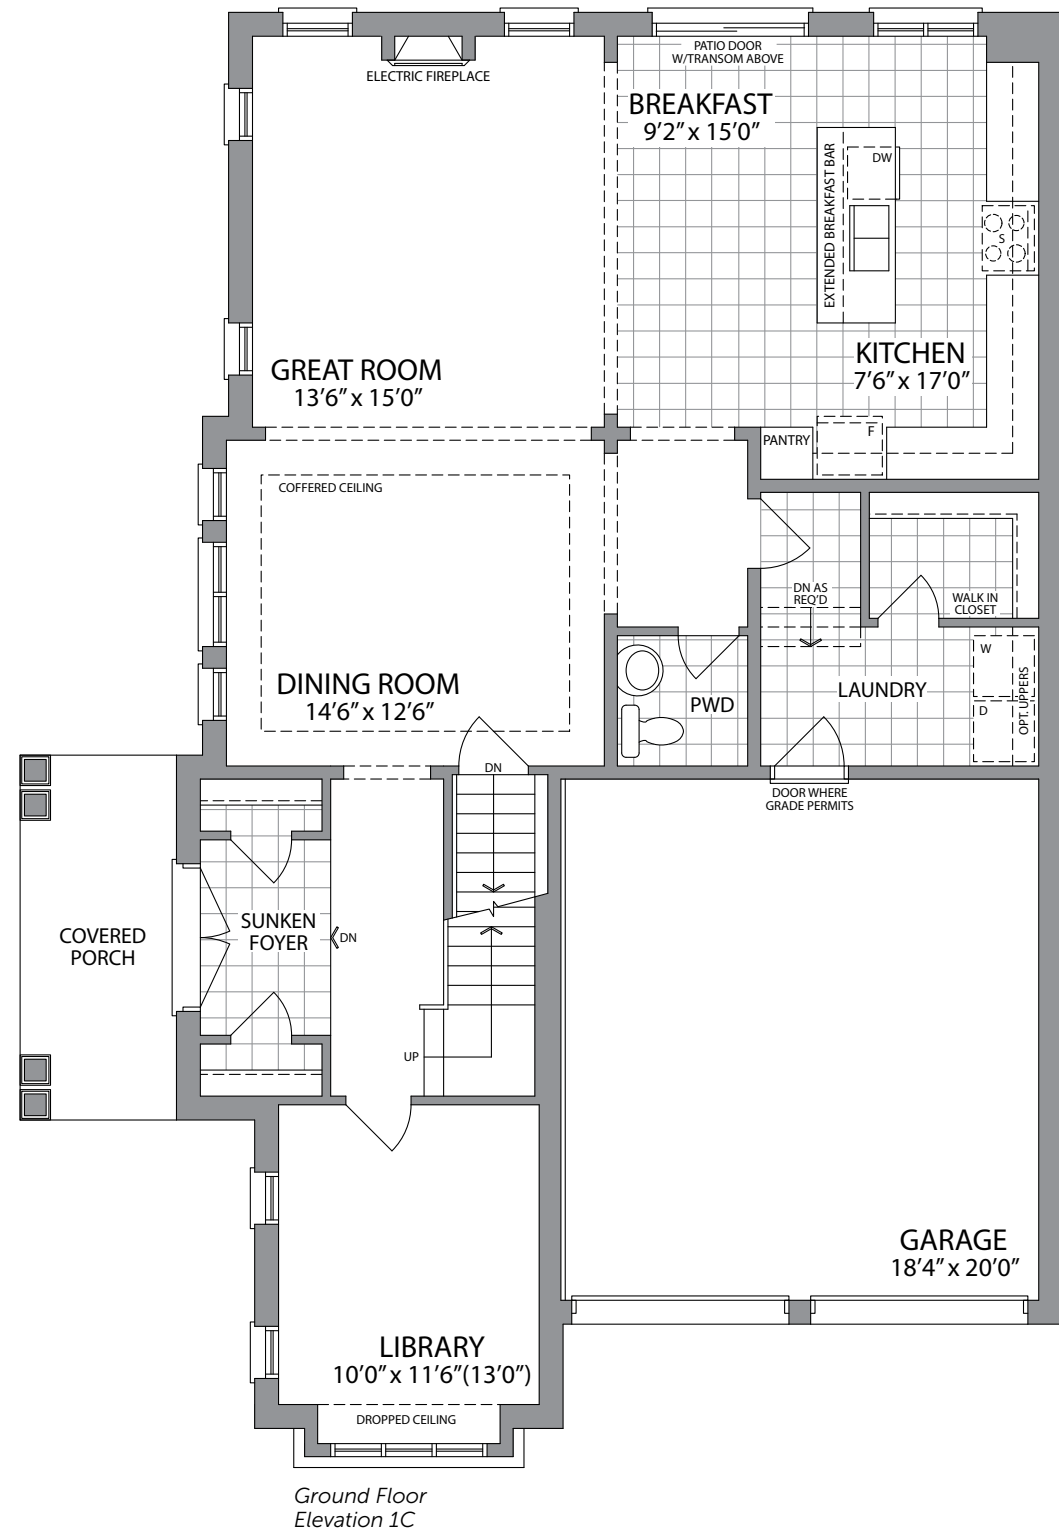 PATIO DOOR
W/TRANSOM ABOVE
ELECTRIC FIREPLACE
BREAKFAST
9'2" x 15'0"
EXTENDED BREAKFAST BAR
DW
S
GREAT ROOM
13'6" x 15'0"
KITCHEN
7'6" x 17'0"
PANTRY
F
COFFERED CEILING
DN AS
REQ'D
WALK IN
CLOSET
DINING ROOM
14'6" x 12'6"
PWD
LAUNDRY
W
D
OPT. UPPERS
DN
DOOR WHERE
GRADE PERMITS
COVERED
PORCH
SUNKEN
FOYER
DN
UP
GARAGE
18'4" x 20'0"
LIBRARY
10'0" x 11'6"(13'0")
DROPPED CEILING
Ground Floor
Elevation 1C